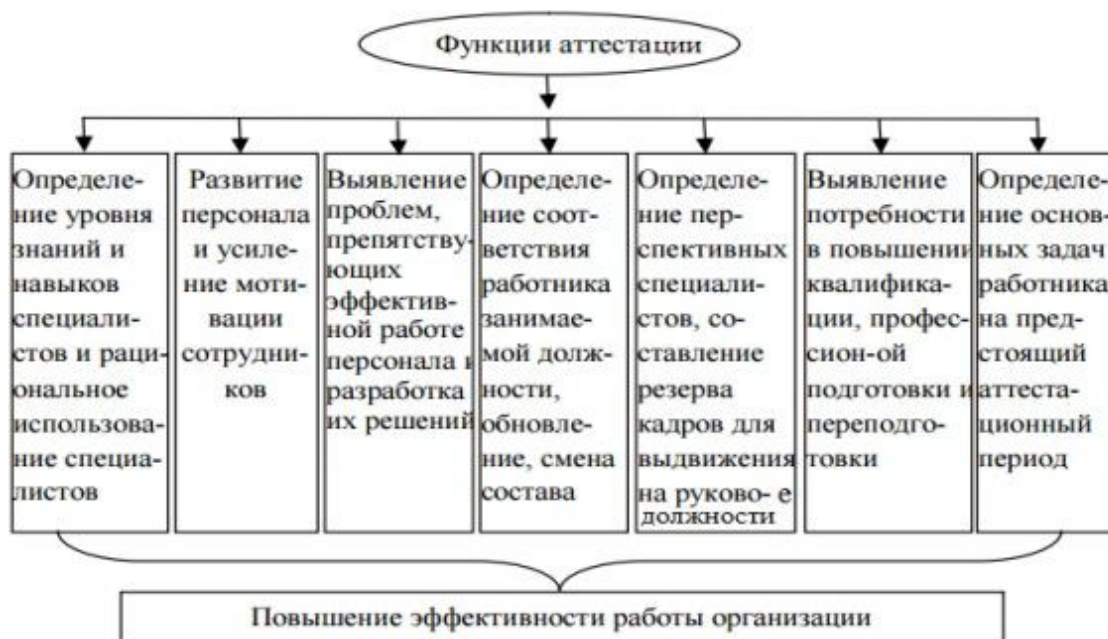 Функции аттестации
Определе-
ние уровня
знаний и
навыков
специали-
стов и раци-
ональное
использова-
ние специа-
листов
Развитие
персонала
и усиле-
ние моти-
вации
сотрудни-
ков
Выявление
проблем,
препятству-
ющих
эффектив-
ной работе
персонала и
разработка
их решений
Определе-
ние соот-
ветствия
работника
занимае-
мой долж-
ности,
обновле-
ние, смена
состава
Определе-
ние пер-
спективных
специали-
стов, со-
ставление
резерва
кадров для
выдвижения
на руково- е
должности
Выявление
потребности
в повышении
квалифика-
ции, профес-
сион-ой
подготовки и
переподго-
товки
Определе-
ние основ-
ных задач
работника
на пред-
стоящий
аттеста-
ционный
период
Повышение эффективности работы организации